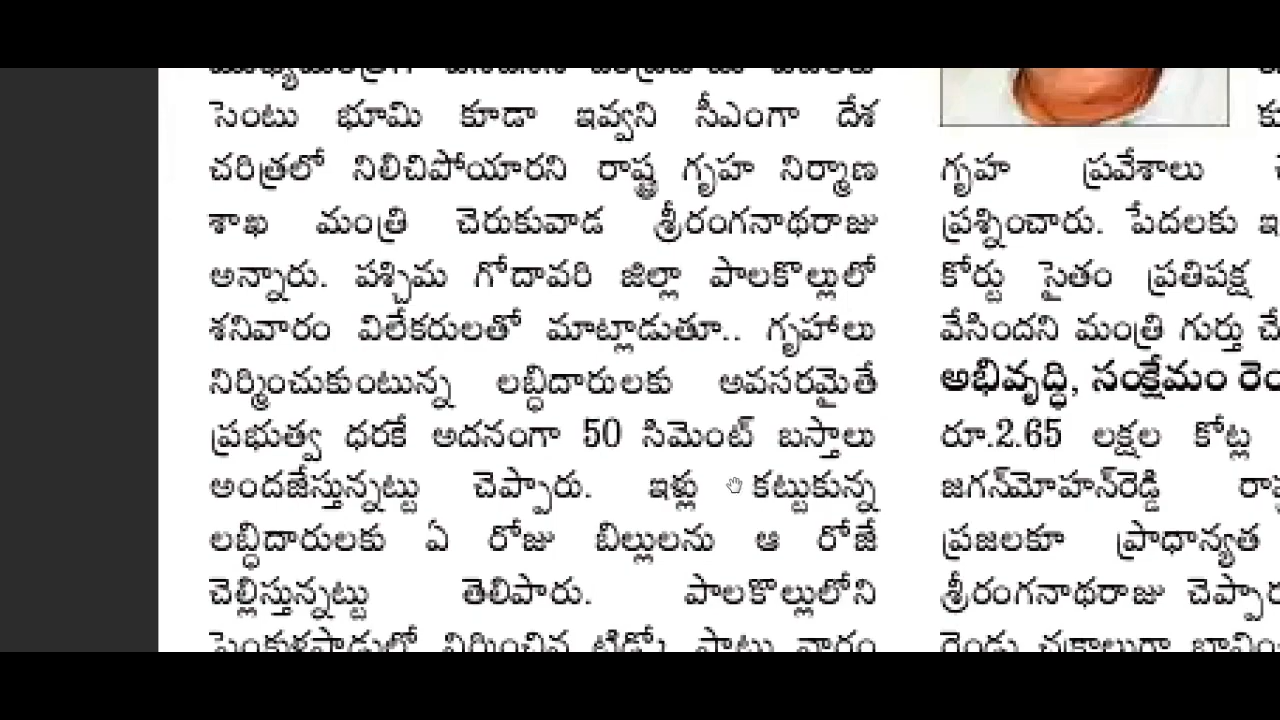 సెంటు భూమి కూడా ఇవ్వని సీఎంగా దేశ
చరిత్రలో నిలిచిపోయారని రాష్ట్ర గృహ నిర్మాణ
శాఖ మంత్రి చెరుకువాడ శ్రీరంగనాథరాజు
అన్నారు. పశ్చిమ గోదావరి జిల్లా పాలకొల్లులో
శనివారం విలేకరులతో మాట్లాడుతూ.. గృహాలు
నిర్మించుకుంటున్న లబ్ధిదారులకు అవసరమైతే
ప్రభుత్వ ధరకే అదనంగా 50 సిమెంట్ బస్తాలు
అందజేస్తున్నట్టు చెప్పారు. ఇళ్లు కట్టుకున్న
లబ్ధిదారులకు ఏ రోజు బిల్లులను ఆ రోజే
చెల్లిస్తున్నట్టు తెలిపారు. పాలకొల్లులోని
గృహ ప్రవేశాలు
ప్రశ్నించారు. పేదలకు
కోర్టు సైతం ప్రతిపక్ష
వేసిందని మంత్రి గుర్తు
అభివృద్ధి, సంక్షేమం
రూ.2.65 లక్షల కోట్ల
జగన్‌మోహన్‌రెడ్డి
ప్రజలకూ ప్రాధాన్యత
శ్రీరంగనాథరాజు